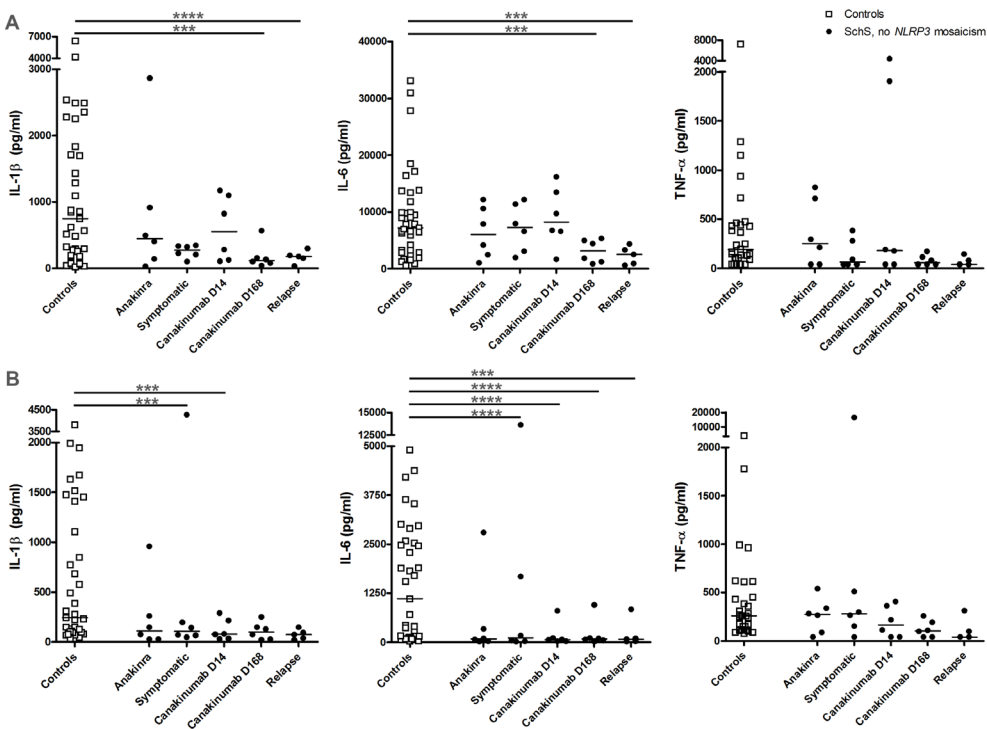 A
****
***
7000
4000
3000
2000
1000
0
IL-1β (pg/ml)
Controls
Anakinra
Symptomatic
Canakinumab D14
Canakinumab D168
Relapse
***
***
40000
30000
20000
10000
0
IL-6 (pg/ml)
Controls
Anakinra
Symptomatic
Canakinumab D14
Canakinumab D168
Relapse
Controls
SchS, no NLRP3 mosaicism
8000
4000
2000
1500
1000
500
0
TNF-α (pg/ml)
Controls
Anakinra
Symptomatic
Canakinumab D14
Canakinumab D168
Relapse
B
***
***
4500
3000
2000
1500
1000
500
0
IL-1β (pg/ml)
Controls
Anakinra
Symptomatic
Canakinumab D14
Canakinumab D168
Relapse
***
****
****
****
15000
12500
5000
3750
2500
1250
0
IL-6 (pg/ml)
Controls
Anakinra
Symptomatic
Canakinumab D14
Canakinumab D168
Relapse
20000
10000
2000
1500
1000
500
0
TNF-α (pg/ml)
Controls
Anakinra
Symptomatic
Canakinumab D14
Canakinumab D168
Relapse